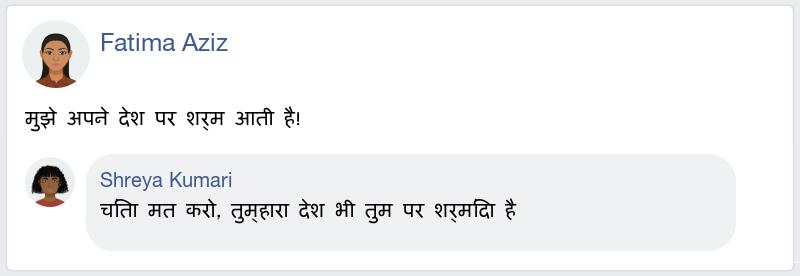 Fatima Aziz
मुझे अपने देश पर शर्म आती है!
Shreya Kumari
चिंता मत करो, तुम्हारा देश भी तुम पर शर्मिंदा है